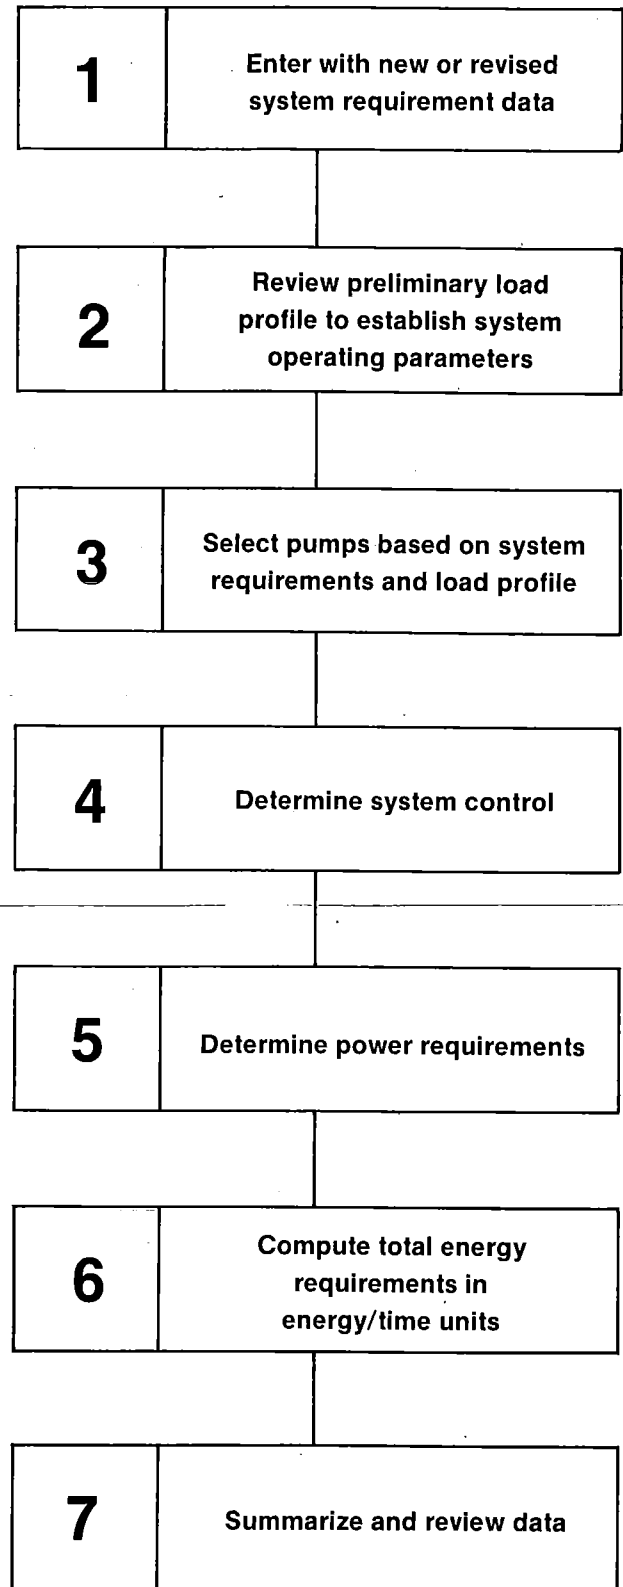 1
Enter with new or revised
system requirement data
2
Review preliminary load
profile to establish system
operating parameters
3
Select pumps based on system
requirements and load profile
4
Determine system control
5
Determine power requirements
6
Compute total energy
requirements in
energy/time units
7
Summarize and review data